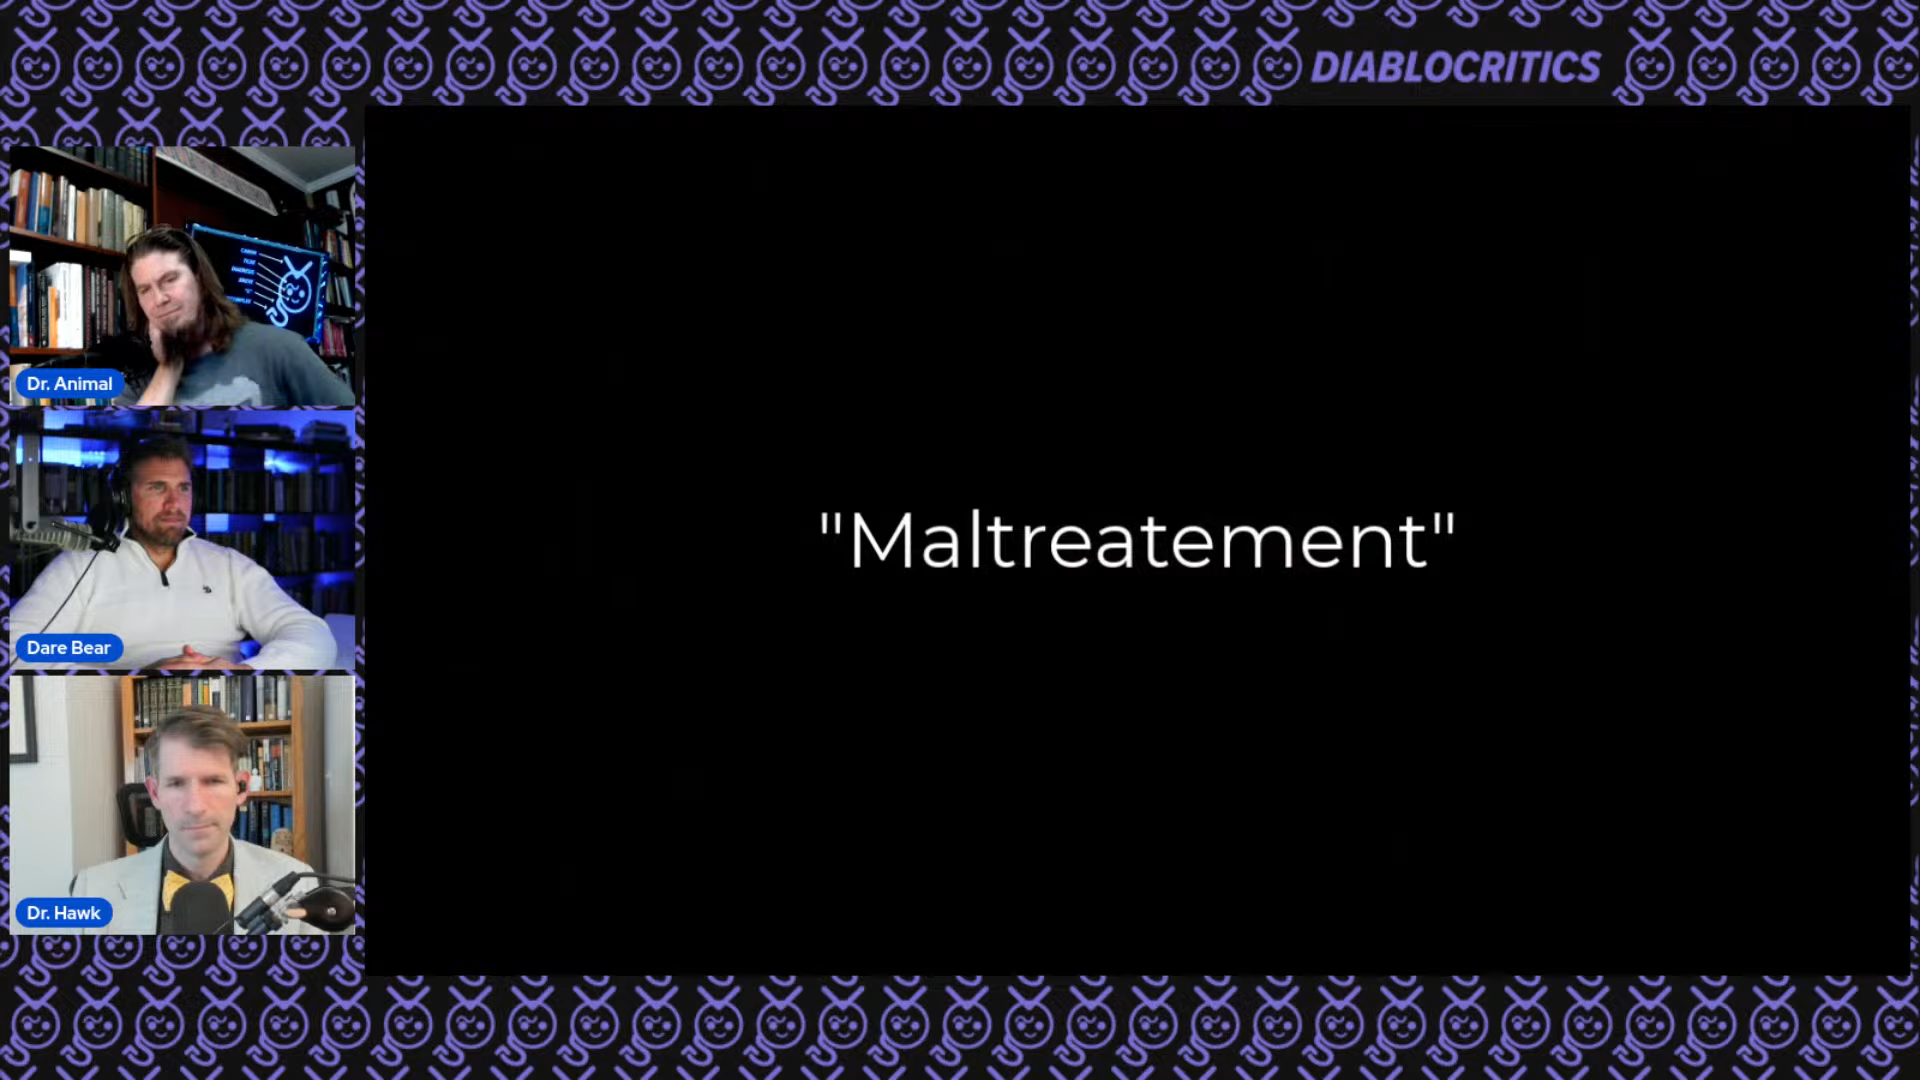 DIABLOCRITICS
Dr. Animal
Dare Bear
Dr. Hawk
"Maltreatement"